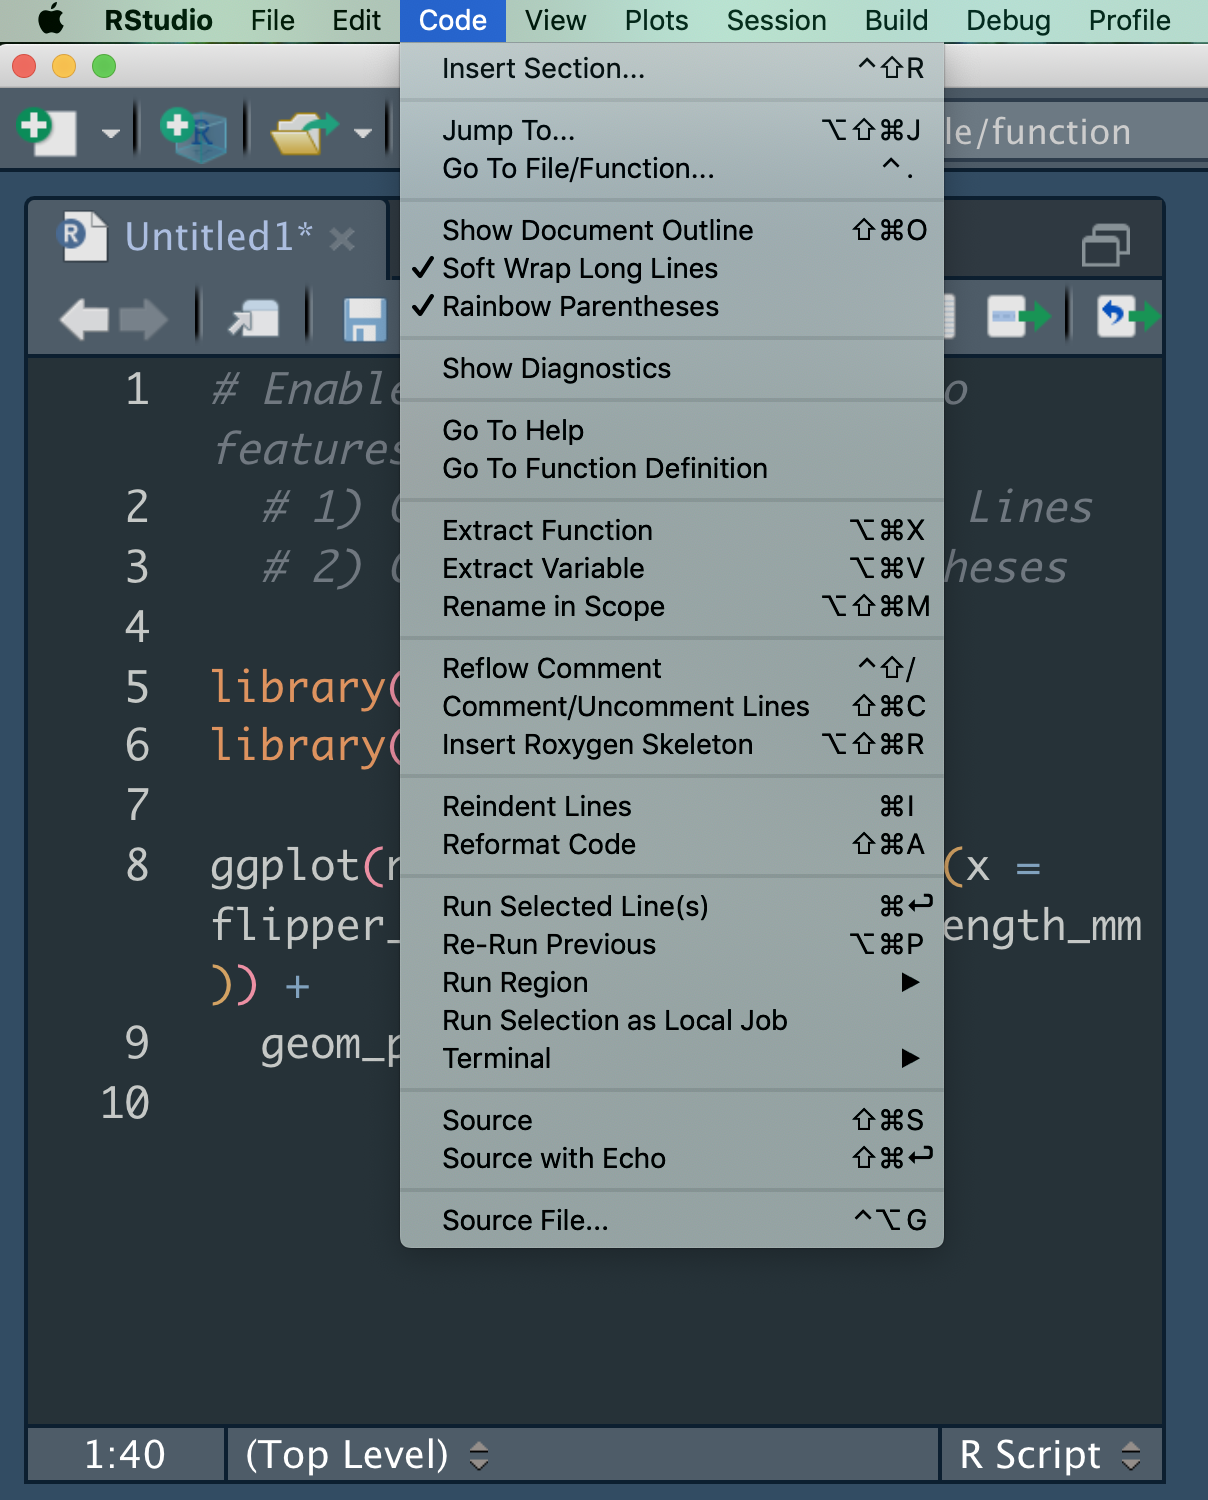 RStudio File Edit Code View Plots Session Build Debug Profile
Insert Section... ^⇧R
Jump To... ⌥⇧⌘J
le/function
Go To File/Function... ^.
Untitled1*
Show Document Outline ⇧⌘O
✓ Soft Wrap Long Lines
✓ Rainbow Parentheses
Show Diagnostics
Go To Help
Go To Function Definition
Extract Function ⌥⌘X
Extract Variable ⌥⌘V
Rename in Scope ⌥⇧⌘M
Reflow Comment ^⇧/
Comment/Uncomment Lines ⇧⌘C
Insert Roxygen Skeleton ⌥⇧⌘R
Reindent Lines ⌘I
Reformat Code ⇧⌘A
Run Selected Line(s) ⌘↩
Re-Run Previous ⌥⌘P
Run Region ▶
Run Selection as Local Job
Terminal ▶
Source ⇧⌘S
Source with Echo ⇧⌘↩
Source File... ^⌥G
1 # Enable o
features
2 # 1) Lines
3 # 2) heses
4
5 library(
6 library(
7
8 ggplot( (x =
flipper_ ength_mm
)) +
9 geom_p
10
1:40 (Top Level) R Script